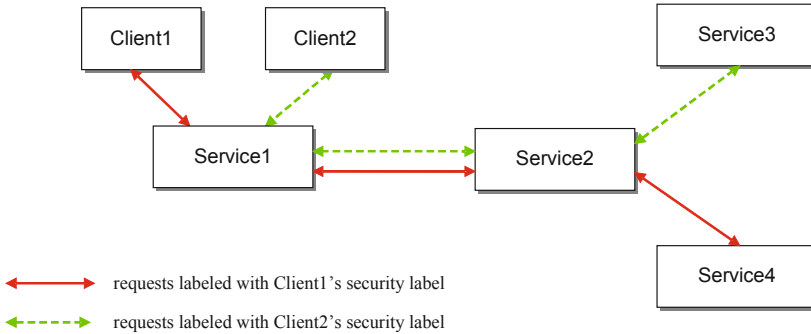 Client1
Client2
Service3
Service1
Service2
Service4
requests labeled with Client1's security label
requests labeled with Client2's security label